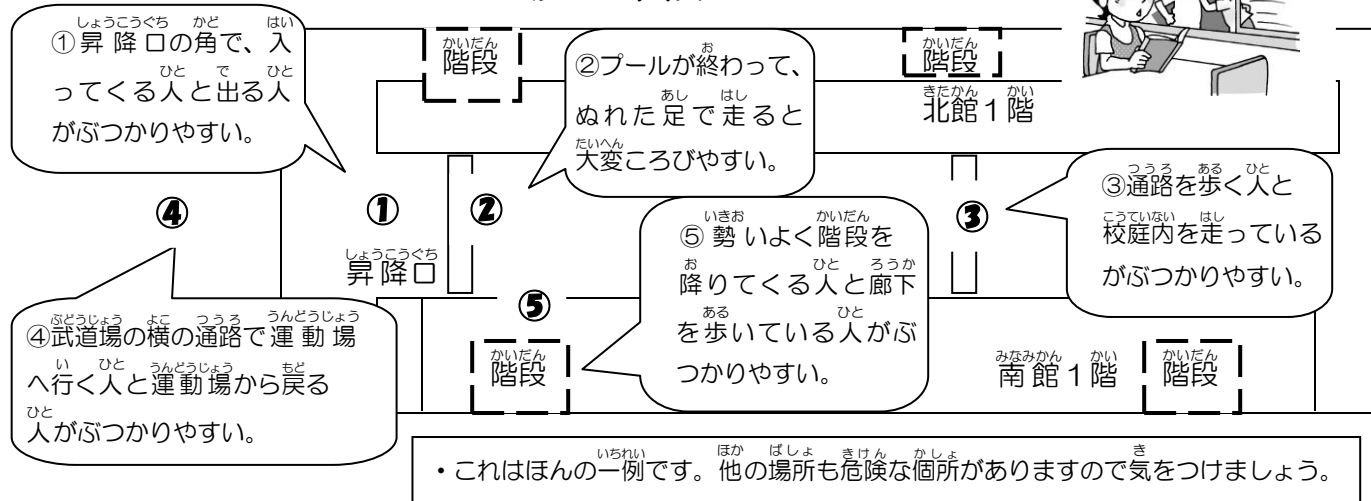 ①昇降口の角で、入
ってくる人と出る人
がぶつかりやすい。
階段
②プールが終わって、
ぬれた足で走ると
大変ころびやすい。
階段
北館1階
③通路を歩く人と
校庭内を走っている
がぶつかりやすい。
④
①
②
③
昇降口
⑤勢いよく階段を
降りてくる人と廊下
を歩いている人がぶ
つかりやすい。
⑤
④武道場の横の通路で運動場
へ行く人と運動場から戻る
人がぶつかりやすい。
階段
南館1階
階段
・これはほんの一例です。他の場所も危険な個所がありますので気をつけましょう。